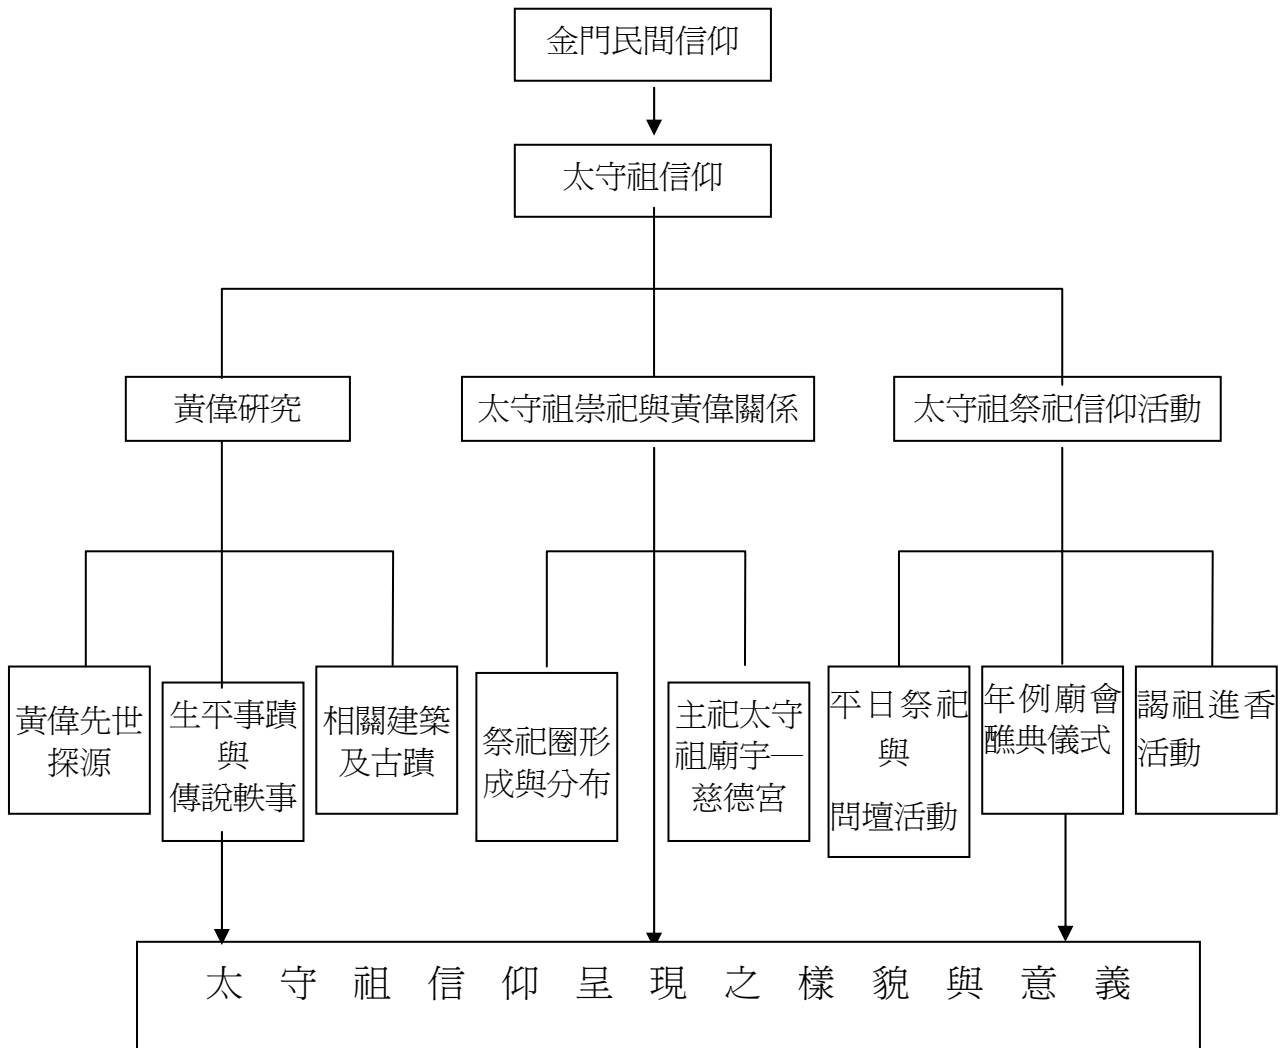 金門民間信仰
太守祖信仰
黃偉研究
太守祖崇祀與黃偉關係
太守祖祭祀信仰活動
黃偉先世
探源
生平事蹟
與
傳說軼事
相關建築
及古蹟
祭祀圈形
成與分布
主祀太守
祖廟宇—
慈德宮
平日祭祀
與
問壇活動
年例廟會
醮典儀式
謁祖進香
活動
太守祖信仰呈現之樣貌與意義